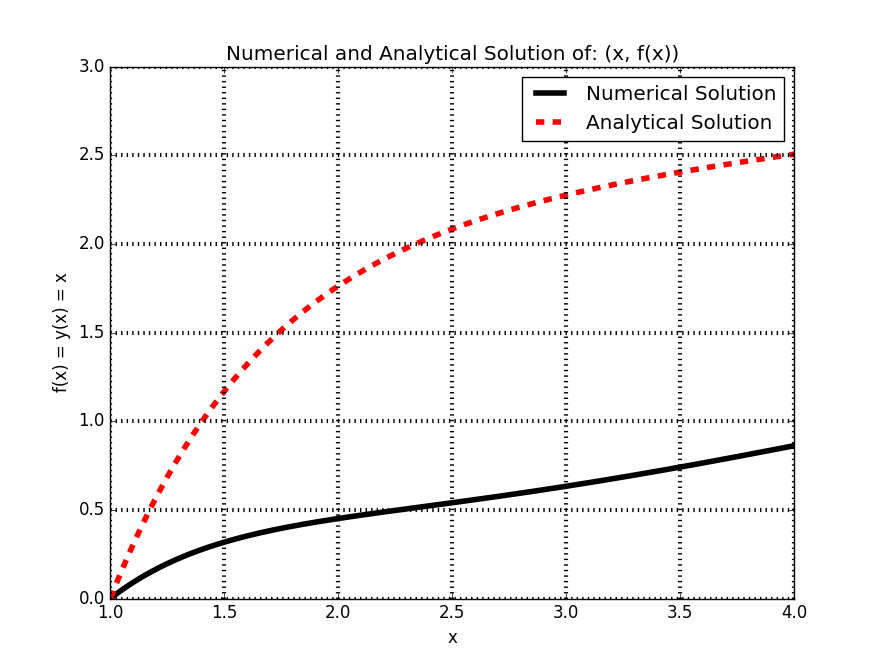 Numerical and Analytical Solution of: (x, f(x))
Numerical Solution
Analytical Solution
f(x) = y(x) = x
3.0
2.5
2.0
1.5
1.0
0.5
0.0
1.0 1.5 2.0 2.5 3.0 3.5 4.0
x